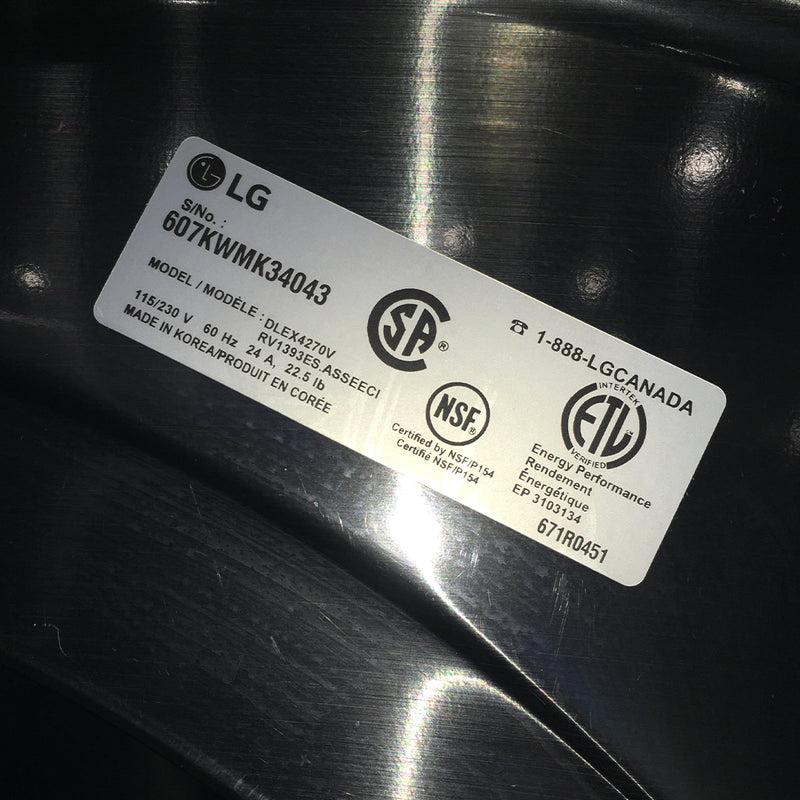 LG
S/No. :
607KWMK34043
MODEL / MODÈLE : DLEX4270V
RV1393ES.ASSEECI
115/230 V 60 Hz 24 A, 22.5 lb
MADE IN KOREA/PRODUIT EN CORÉE
SA ®
NSF ®
Certified by NSF/P154
Certifié NSF/P154
☎ 1-888-LGCANADA
INTERTEK
ETL
VERIFIED
Energy Performance
Rendement
Énergétique
EP 3103134
671R0451